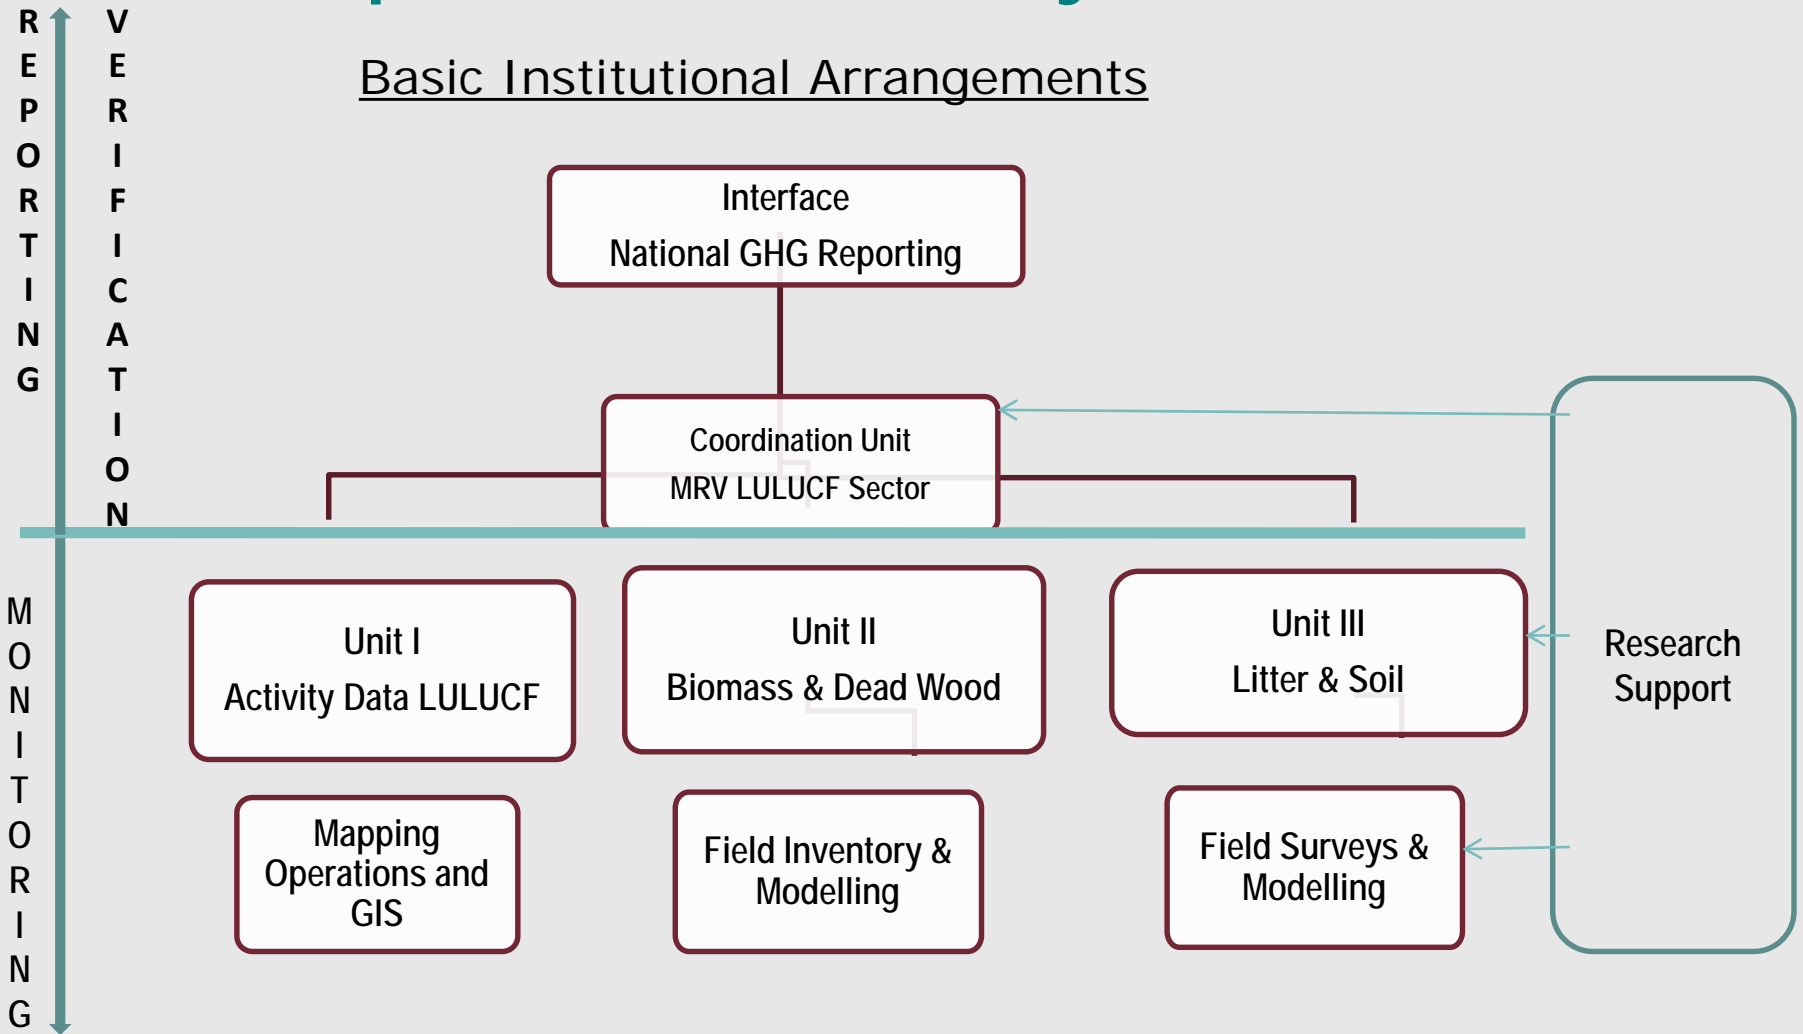 REPORTING
VERIFICATION
Basic Institutional Arrangements
Interface
National GHG Reporting
Coordination Unit
MRV LULUCF Sector
MONITORING
Unit I
Activity Data LULUCF
Unit II
Biomass & Dead Wood
Unit III
Litter & Soil
Research
Support
Mapping
Operations and
GIS
Field Inventory &
Modelling
Field Surveys &
Modelling